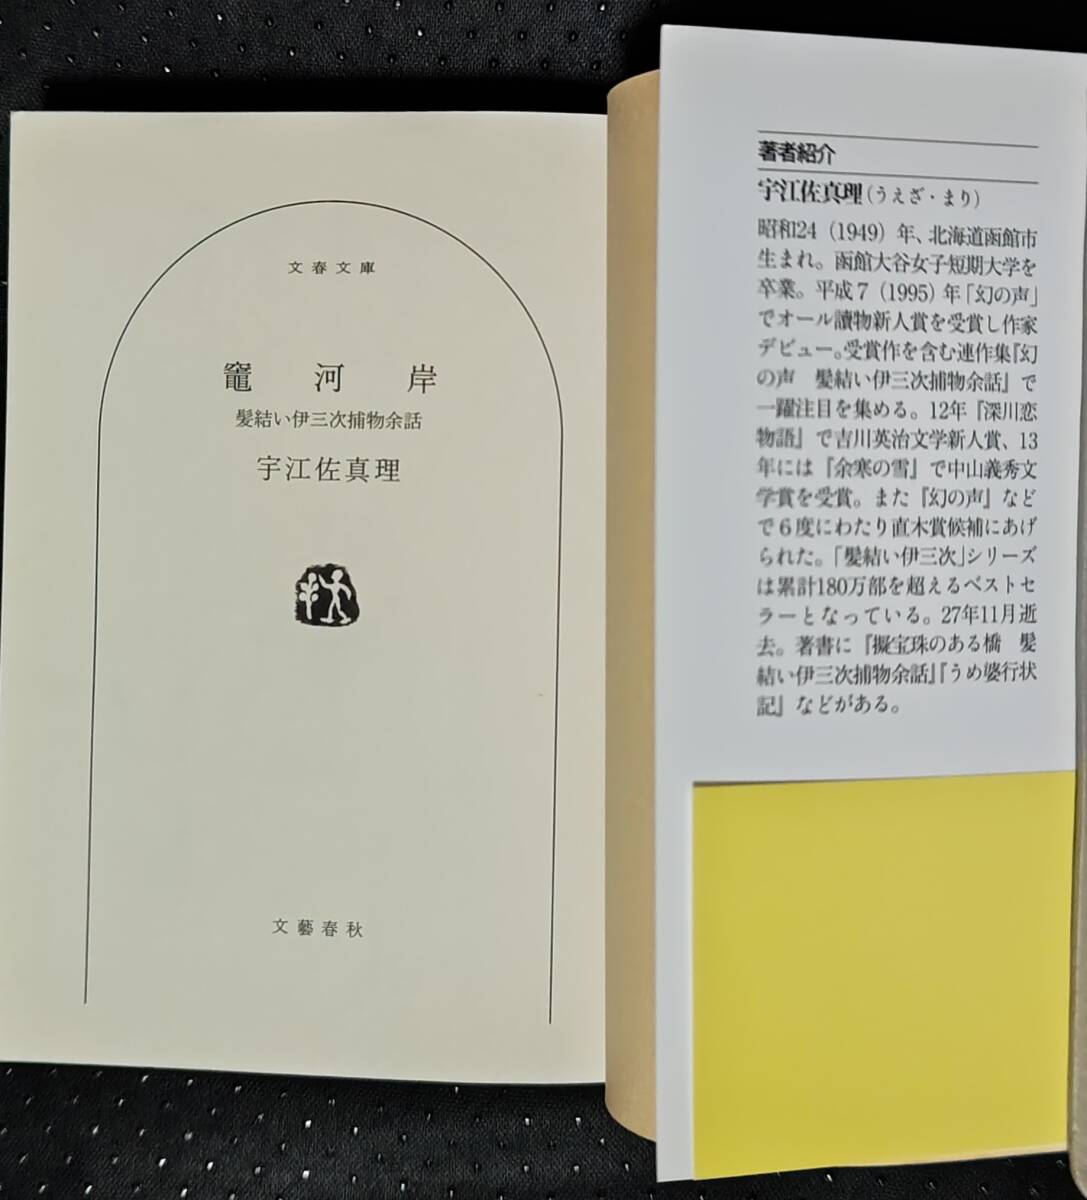 文春文庫
竈河岸
髪結い伊三次捕物余話
宇江佐真理
文藝春秋
著者紹介
宇江佐真理(うえざ・まり)
昭和24(1949)年、北海道函館市
生まれ。函館大谷女子短期大学を
卒業。平成7(1995)年「幻の声」
でオール讀物新人賞を受賞し作家
デビュー。受賞作を含む連作集『幻
の声 髪結い伊三次捕物余話』で
一躍注目を集める。12年『深川恋
物語』で吉川英治文学新人賞、13
年には『余寒の雪』で中山義秀文
学賞を受賞。また『幻の声』など
で6度にわたり直木賞候補にあげ
られた。「髪結い伊三次」シリーズ
は累計180万部を超えるベストセ
ラーとなっている。27年11月逝
去。著書に『擬宝珠のある橋 髪
結い伊三次捕物余話』『うめ婆行状
記』などがある。